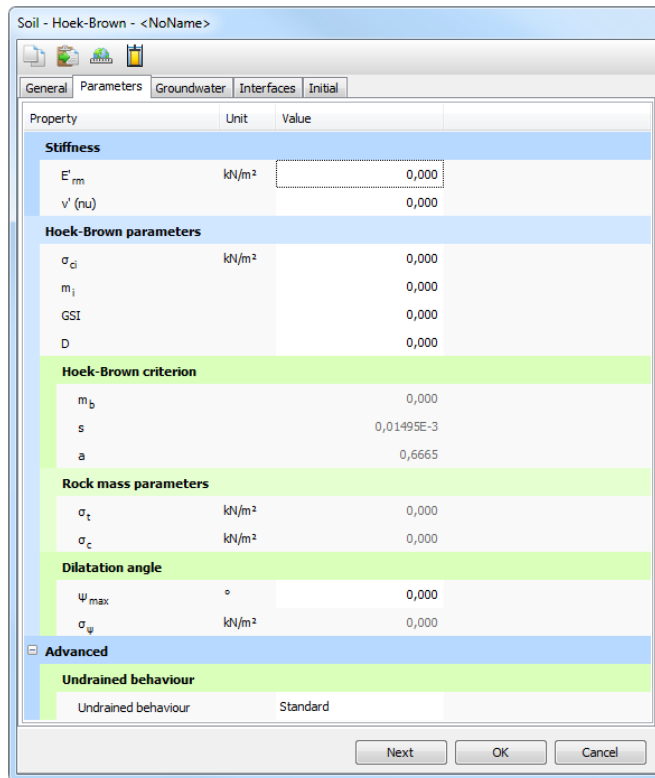 Soil - Hoek-Brown - <NoName>
General Parameters Groundwater Interfaces Initial
Property Unit Value
Stiffness
E'rm kN/m² 0,000
ν' (nu) 0,000
Hoek-Brown parameters
σci kN/m² 0,000
mi 0,000
GSI 0,000
D 0,000
Hoek-Brown criterion
mb 0,000
s 0,01495E-3
a 0,6665
Rock mass parameters
σt kN/m² 0,000
σc kN/m² 0,000
Dilatation angle
Ψmax ° 0,000
σΨ kN/m² 0,000
Advanced
Undrained behaviour
Undrained behaviour Standard
Next OK Cancel